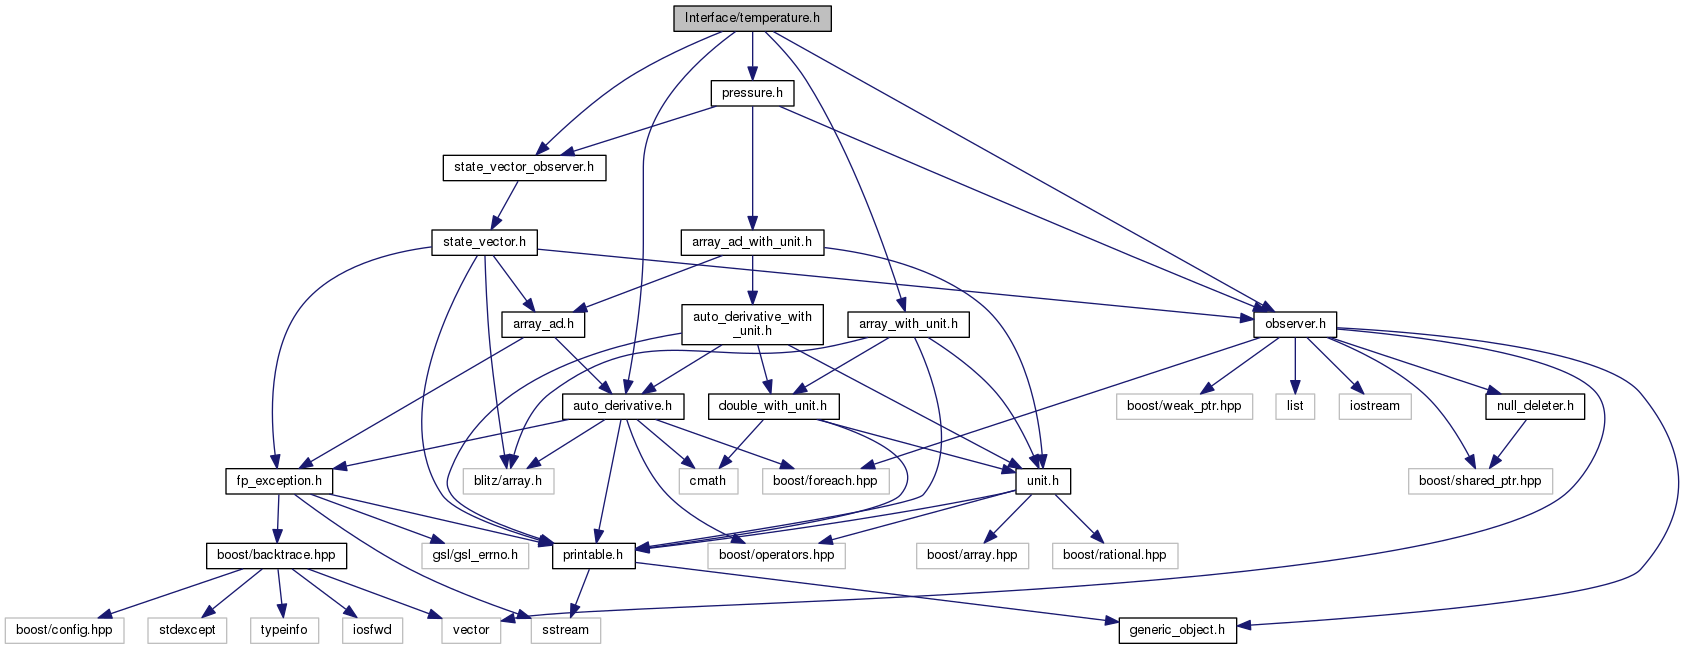 Interface/temperature.h
pressure.h
state_vector_observer.h
state_vector.h
array_ad_with_unit.h
array_ad.h
auto_derivative_with
_unit.h
array_with_unit.h
observer.h
auto_derivative.h
double_with_unit.h
boost/weak_ptr.hpp
list
iostream
null_deleter.h
fp_exception.h
blitz/array.h
cmath
boost/foreach.hpp
unit.h
boost/shared_ptr.hpp
boost/backtrace.hpp
gsl/gsl_errno.h
printable.h
boost/operators.hpp
boost/array.hpp
boost/rational.hpp
boost/config.hpp
stdexcept
typeinfo
iosfwd
vector
sstream
generic_object.h